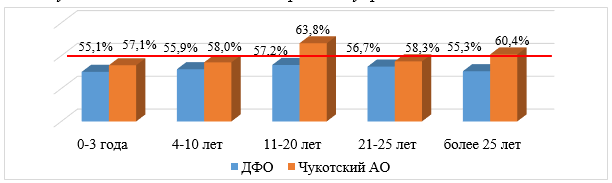 63,8%
55,1% 57,1% 55,9% 58,0% 57,2% 56,7% 58,3% 55,3% 60,4%
0-3 года 4-10 лет 11-20 лет 21-25 лет более 25 лет
ДФО Чукотский АО